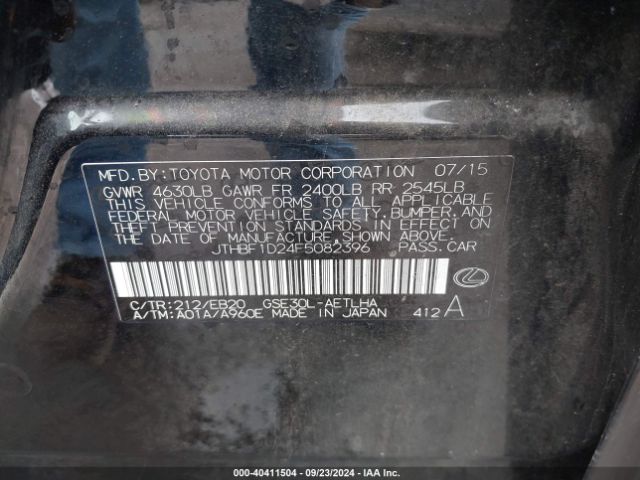 MFD.BY:TOYOTA MOTOR CORPORATION 07/15
GVWR 4630LB GAWR FR 2400LB RR 2545LB
THIS VEHICLE CONFORMS TO ALL APPLICABLE
FEDERAL MOTOR VEHICLE SAFETY, BUMPER, AND
THEFT PREVENTION STANDARDS IN EFFECT ON
THE DATE OF MANUFACTURE SHOWN ABOVE.
JTHBF1D24F5082396 PASS.CAR
C/TR:212/EB20 GSE30L-AETLHA
A/TM:A01A/A960E MADE IN JAPAN 412 A
000-40411504 - 09/23/2024 - IAA Inc.